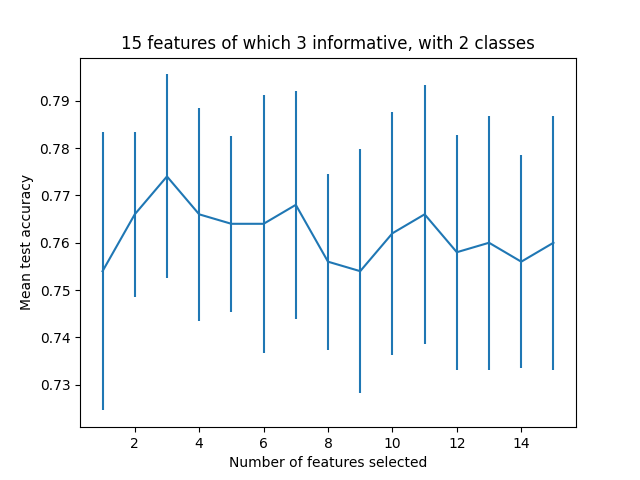 15 features of which 3 informative, with 2 classes
Mean test accuracy
0.79
0.78
0.77
0.76
0.75
0.74
0.73
2 4 6 8 10 12 14
Number of features selected